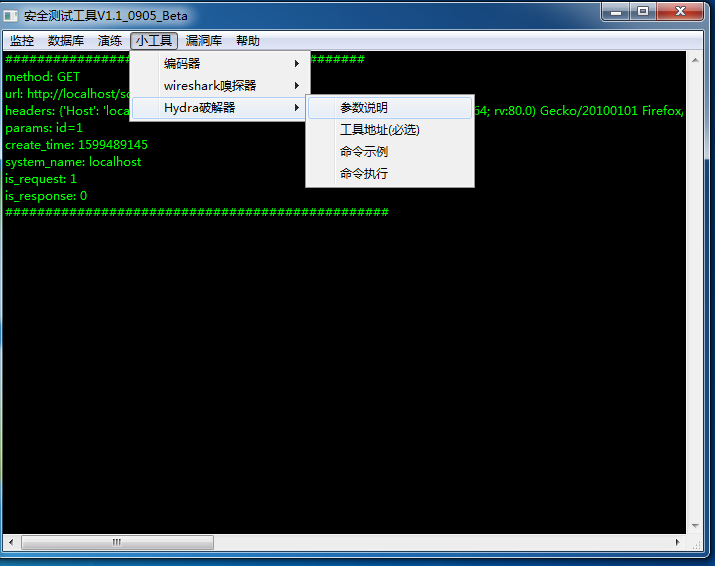 安全测试工具V1.1_0905_Beta
监控 数据库 演练 小工具 漏洞库 帮助
编码器
wireshark嗅探器
Hydra破解器
参数说明
工具地址(必选)
命令示例
命令执行
################################################
method: GET
url: http://localhost/
headers: {'Host': 'loca 64; rv:80.0) Gecko/20100101 Firefox/
params: id=1
create_time: 1599489145
system_name: localhost
is_request: 1
is_response: 0
################################################